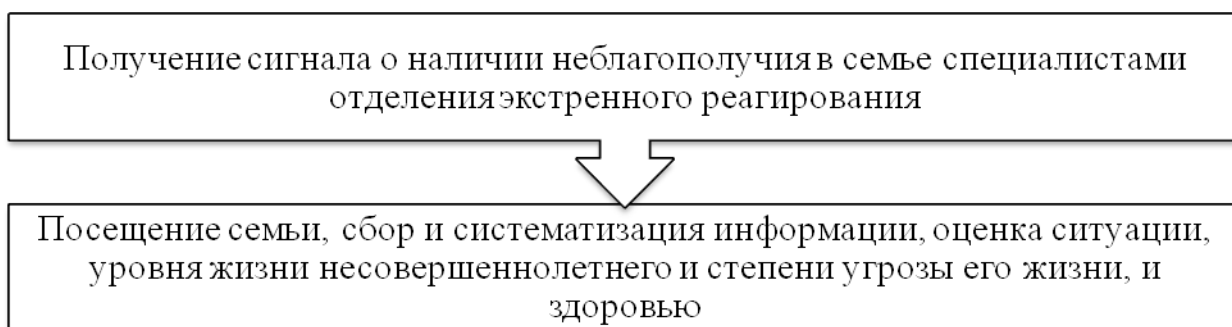 Получение сигнала о наличии неблагополучия в семье специалистами
отделения экстренного реагирования
Посещение семьи, сбор и систематизация информации, оценка ситуации,
уровня жизни несовершеннолетнего и степени угрозы его жизни, и
здоровью